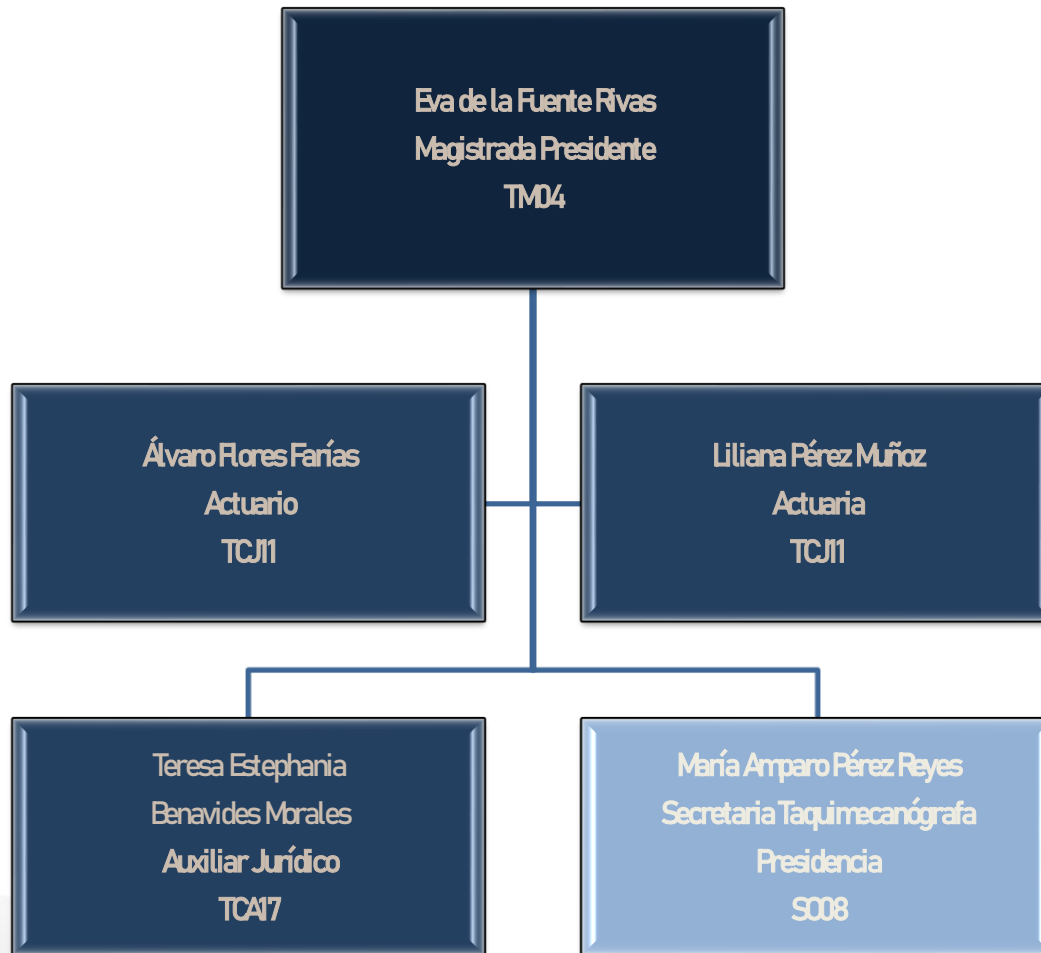 Eva de la Fuente Rivas
Magistrada Presidente
TM04
Álvaro Flores Farías
Actuario
TCJ11
Liliana Pérez Muñoz
Actuaria
TCJ11
Teresa Estephania
Benavides Morales
Auxiliar Jurídico
TCA17
María Amparo Pérez Reyes
Secretaria Taquimecanógrafa
Presidencia
SC08